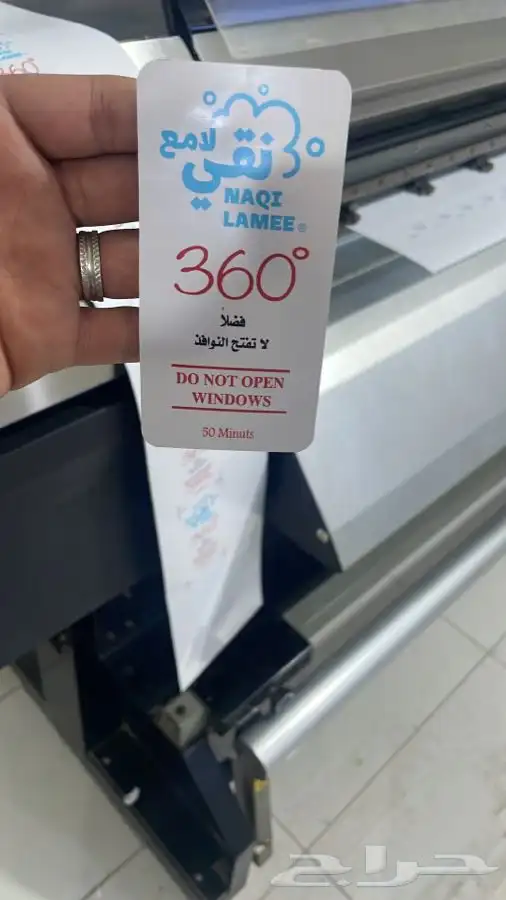 نقي لامع
NAQI
LAMEE®
360°
فضلاً
لا تفتح النوافذ
DO NOT OPEN
WINDOWS
50 Minuts
حراج